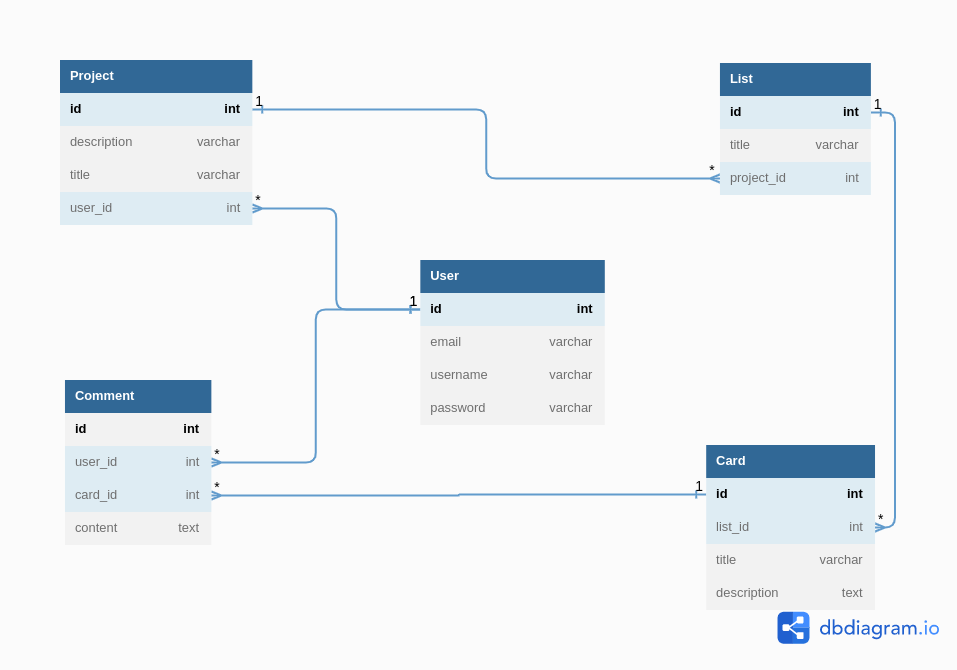 Project
id int
description varchar
title varchar
user_id int
1
*
List
id int
title varchar
project_id int
1
*
User
id int
email varchar
username varchar
password varchar
1
Comment
id int
user_id int
card_id int
content text
*
*
Card
id int
list_id int
title varchar
description text
1
*
dbdiagram.io